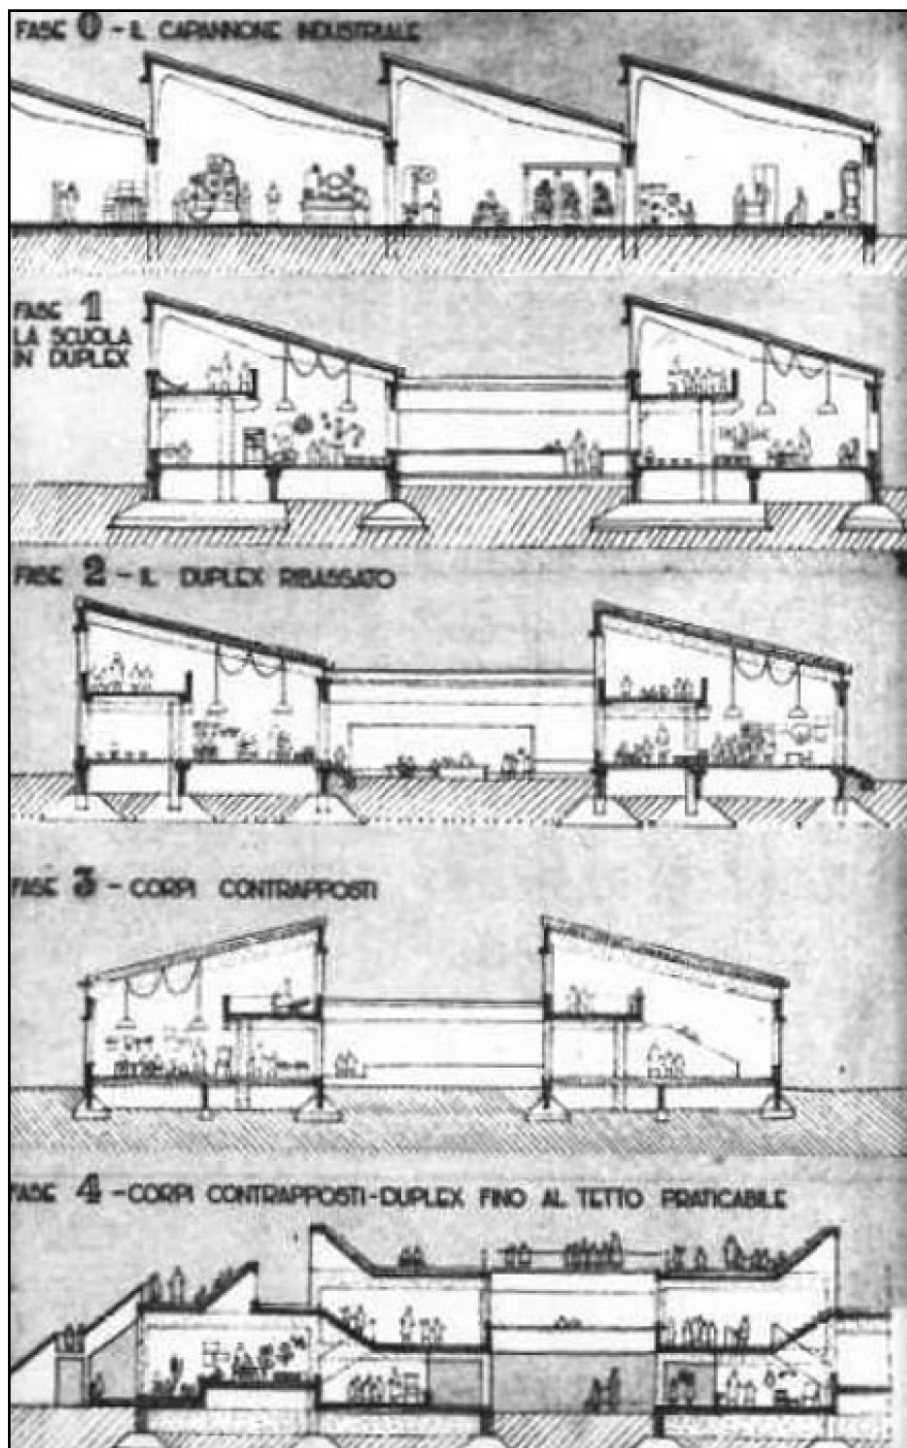 FASE 0 - IL CAPANNONE INDUSTRIALE
FASE 1
LA SCUOLA
IN DUPLEX
FASE 2 - IL DUPLEX RIBASSATO
FASE 3 - CORPI CONTRAPPOSTI
FASE 4 - CORPI CONTRAPPOSTI-DUPLEX FINO AL TETTO PRATICABILE